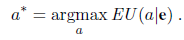 a* = argmax EU(a|e) .
a